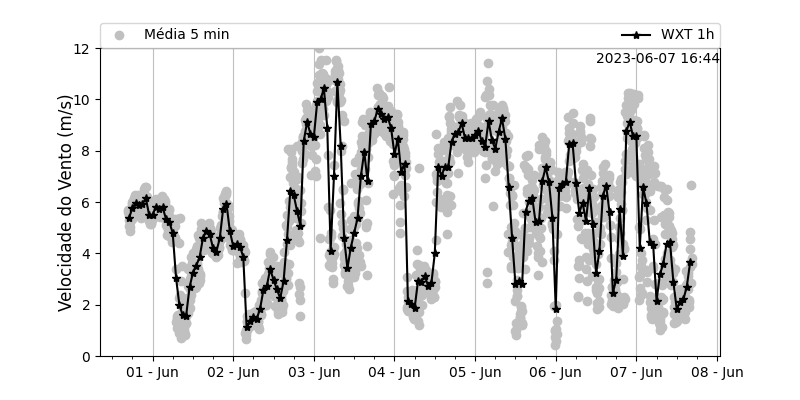 Média 5 min WXT 1h
2023-06-07 16:44
Velocidade do Vento (m/s)
12
10
8
6
4
2
0
01 - Jun 02 - Jun 03 - Jun 04 - Jun 05 - Jun 06 - Jun 07 - Jun 08 - Jun